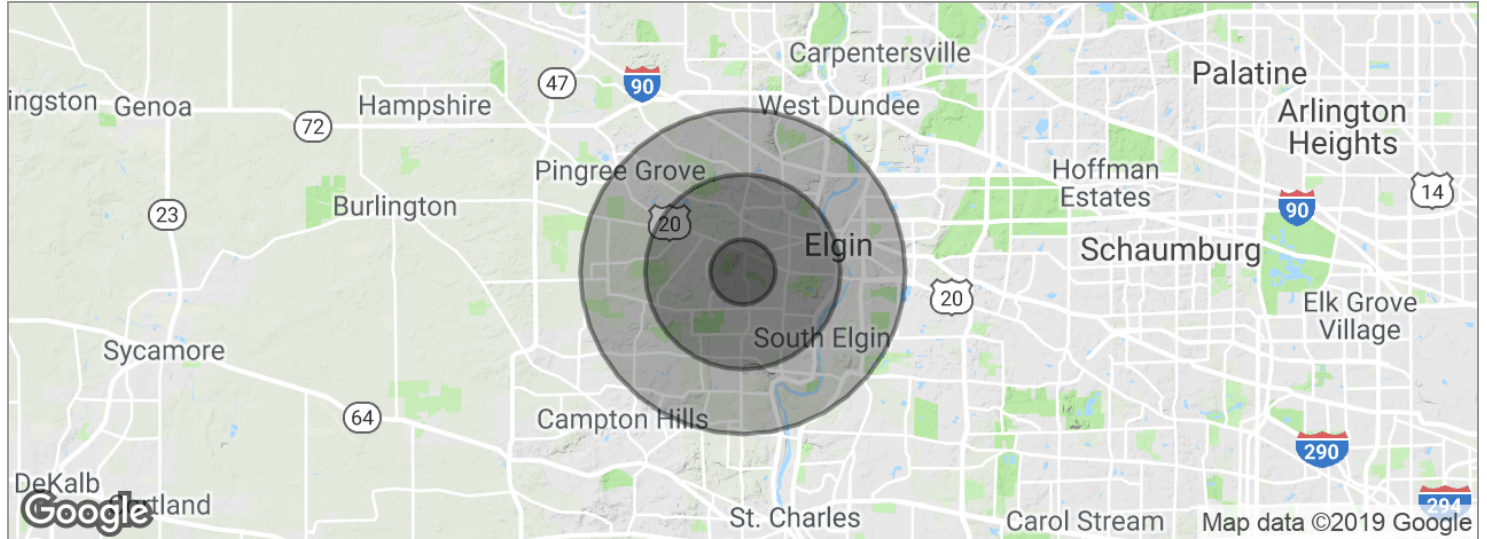 Carpentersville
Palatine
47
90
ingston
Genoa
Hampshire
West Dundee
Arlington
Heights
72
Pingree Grove
Hoffman
Estates
14
23
Burlington
20
90
Elgin
Schaumburg
20
Elk Grove
Village
South Elgin
Sycamore
64
Campton Hills
290
DeKalb
294
Google
Cortland
St. Charles
Carol Stream
Map data ©2019 Google